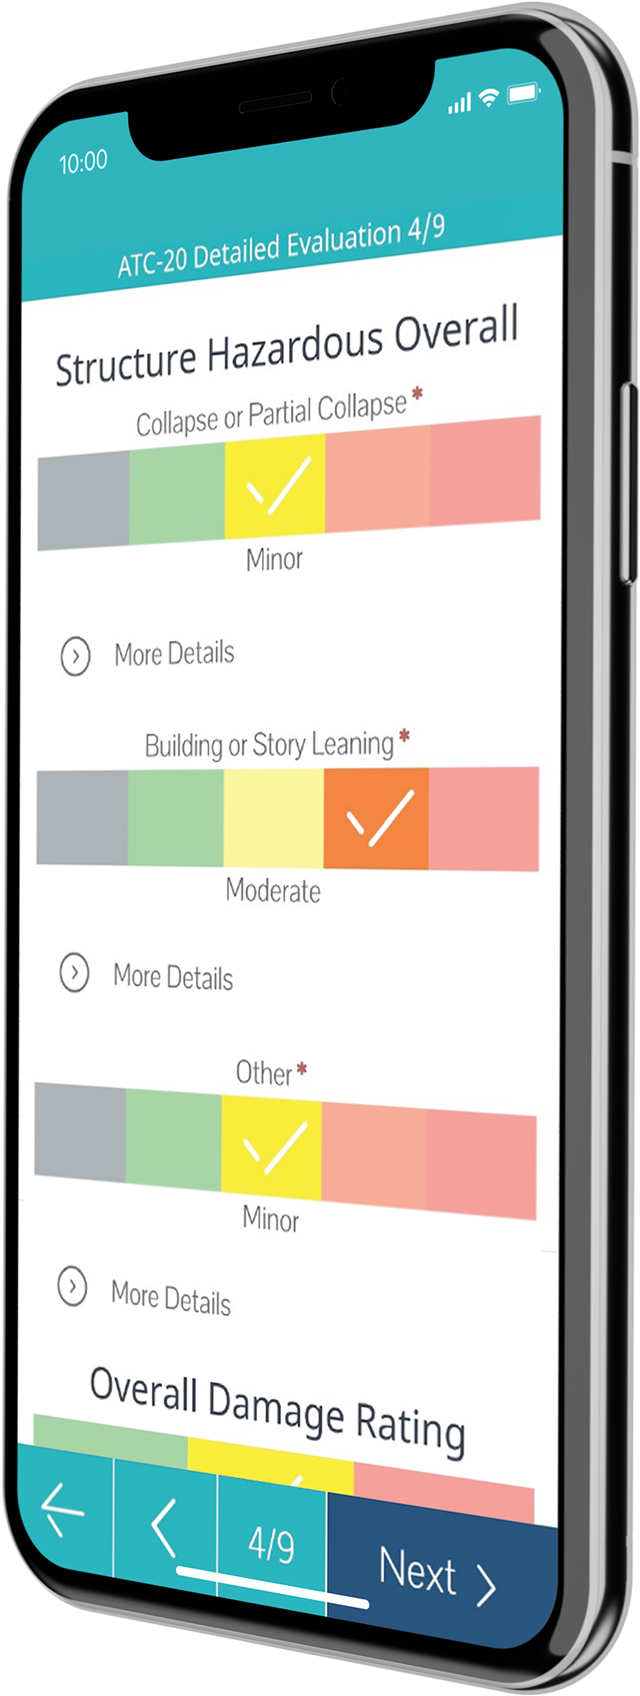 10:00
ATC-20 Detailed Evaluation 4/9
Structure Hazardous Overall
Collapse or Partial Collapse *
Minor
More Details
Building or Story Leaning *
Moderate
More Details
Other *
Minor
More Details
Overall Damage Rating
4/9
Next